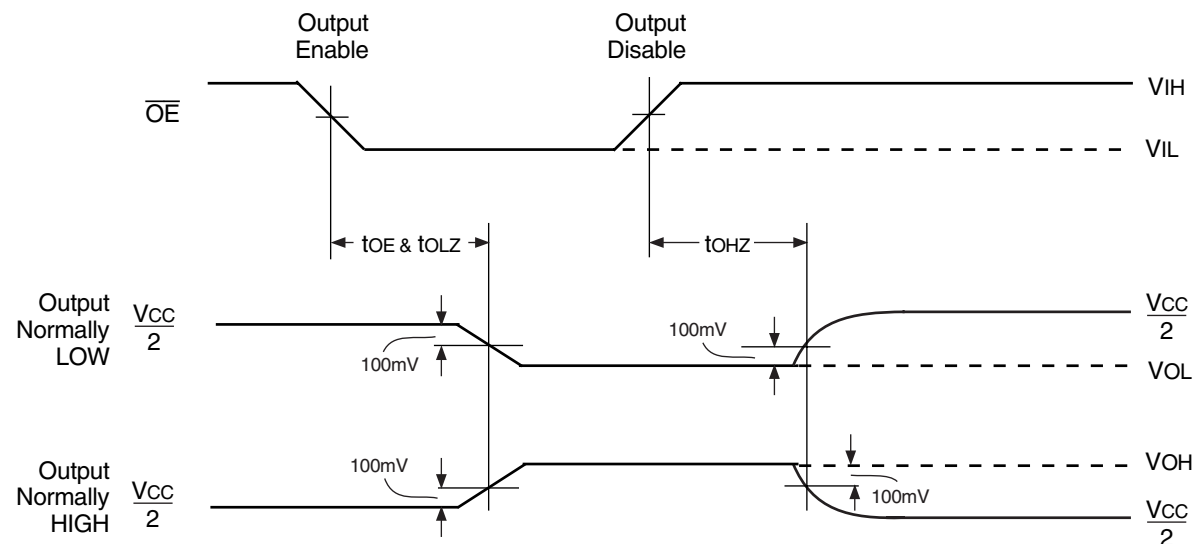 Output
Enable
Output
Disable
OE
VIH
VIL
tOE & tOLZ
tOHZ
Output
Normally
LOW
VCC
2
100mV
100mV
VCC
2
VOL
Output
Normally
HIGH
VCC
2
100mV
100mV
VOH
VCC
2